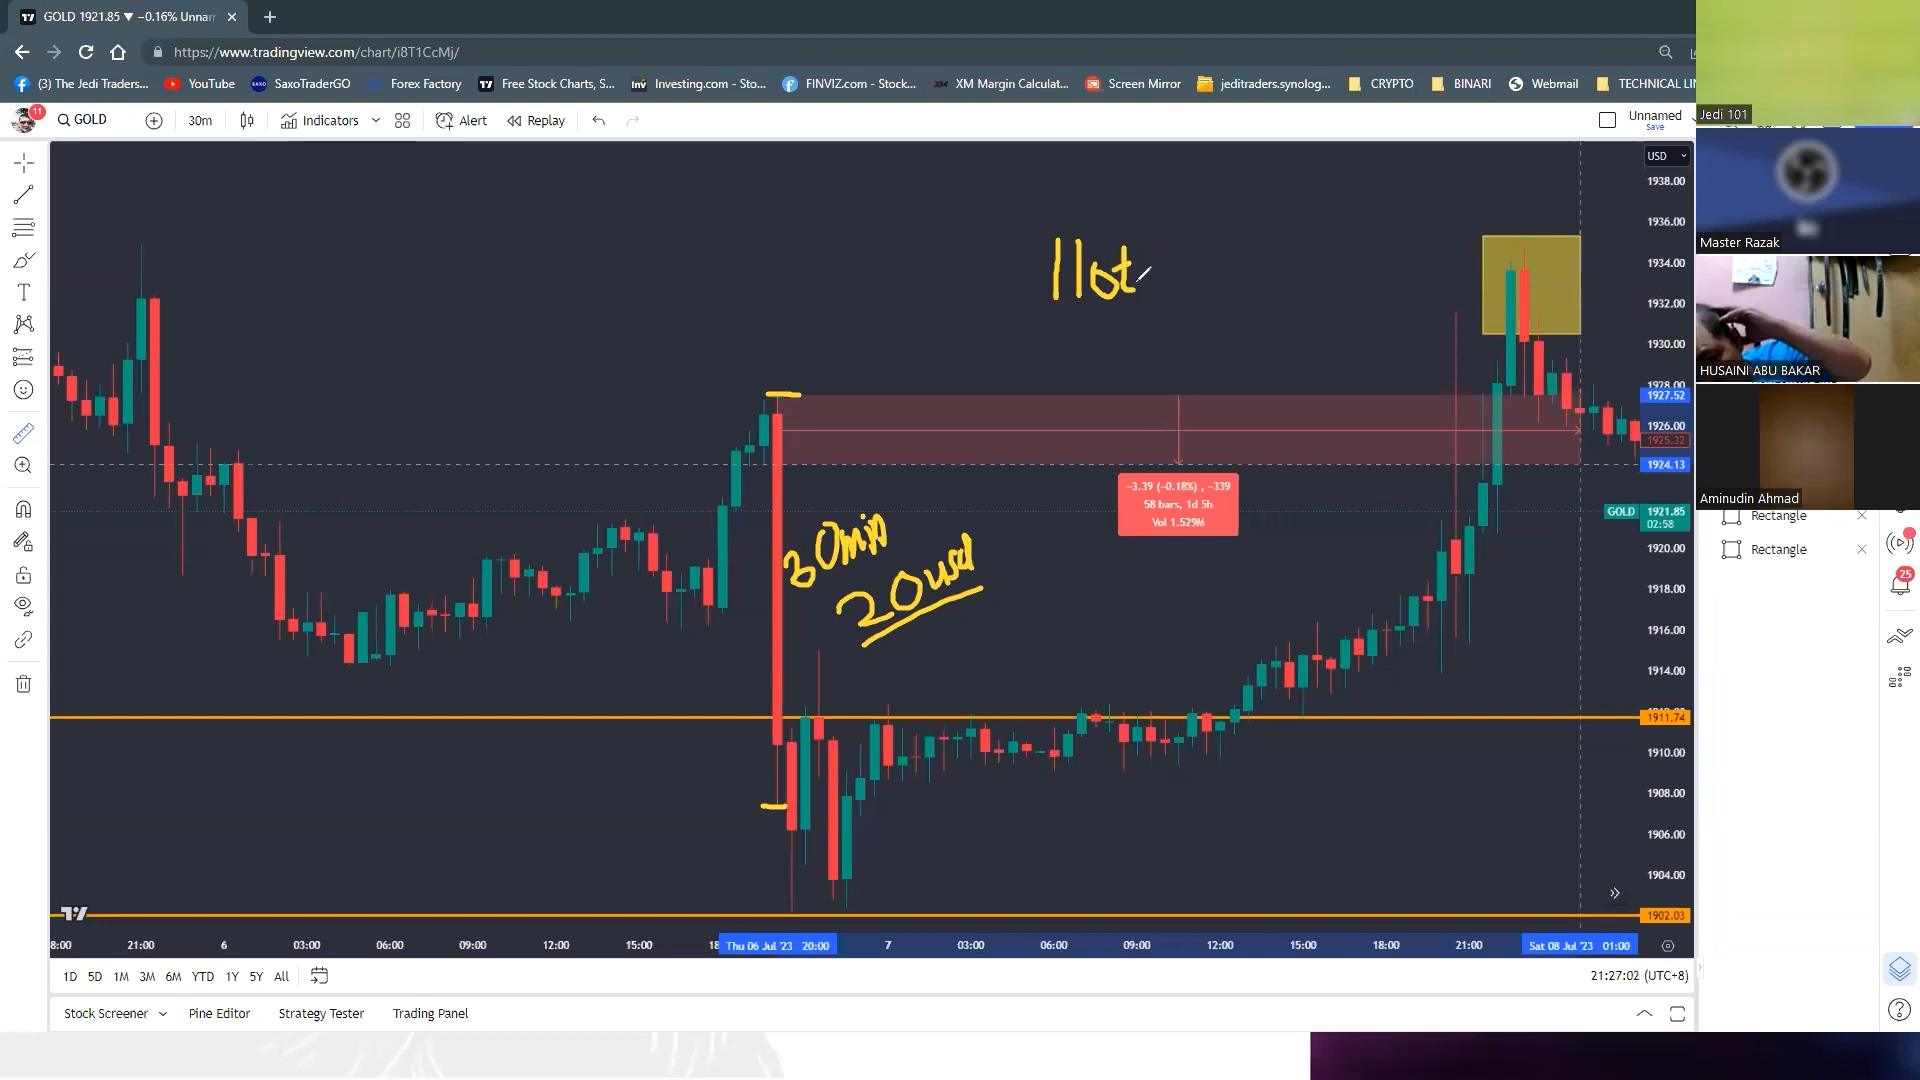 GOLD 1921.85 ▼ −0.16% Unnam
https://www.tradingview.com/chart/i8T1CcMj/
(3) The Jedi Traders... YouTube SaxoTraderGO Forex Factory Free Stock Charts, S... Investing.com - Sto... FINVIZ.com - Stock... XM Margin Calculat... Screen Mirror jeditraders.synolog... CRYPTO BINARI Webmail TECHNICAL LIN
11 GOLD 30m Indicators Alert Replay Unnamed
Save
Jedi 101
Master Razak
HUSAINI ABU BAKAR
Aminudin Ahmad
Rectangle
Rectangle
25
USD
1938.00
1936.00
1934.00
1932.00
1930.00
1928.00
1927.52
1926.00
1925.32
1924.13
GOLD 1921.85
02:58
1920.00
1918.00
1916.00
1914.00
1911.74
1910.00
1908.00
1906.00
1904.00
1902.03
1 lot
−3.39 (−0.18%) , −339
58 bars, 1d 5h
Vol 1.529M
30min
20usd
8:00 21:00 6 03:00 06:00 09:00 12:00 15:00 18 Thu 06 Jul '23 20:00 7 03:00 06:00 09:00 12:00 15:00 18:00 21:00 Sat 08 Jul '23 01:00
1D 5D 1M 3M 6M YTD 1Y 5Y All 21:27:02 (UTC+8)
Stock Screener Pine Editor Strategy Tester Trading Panel